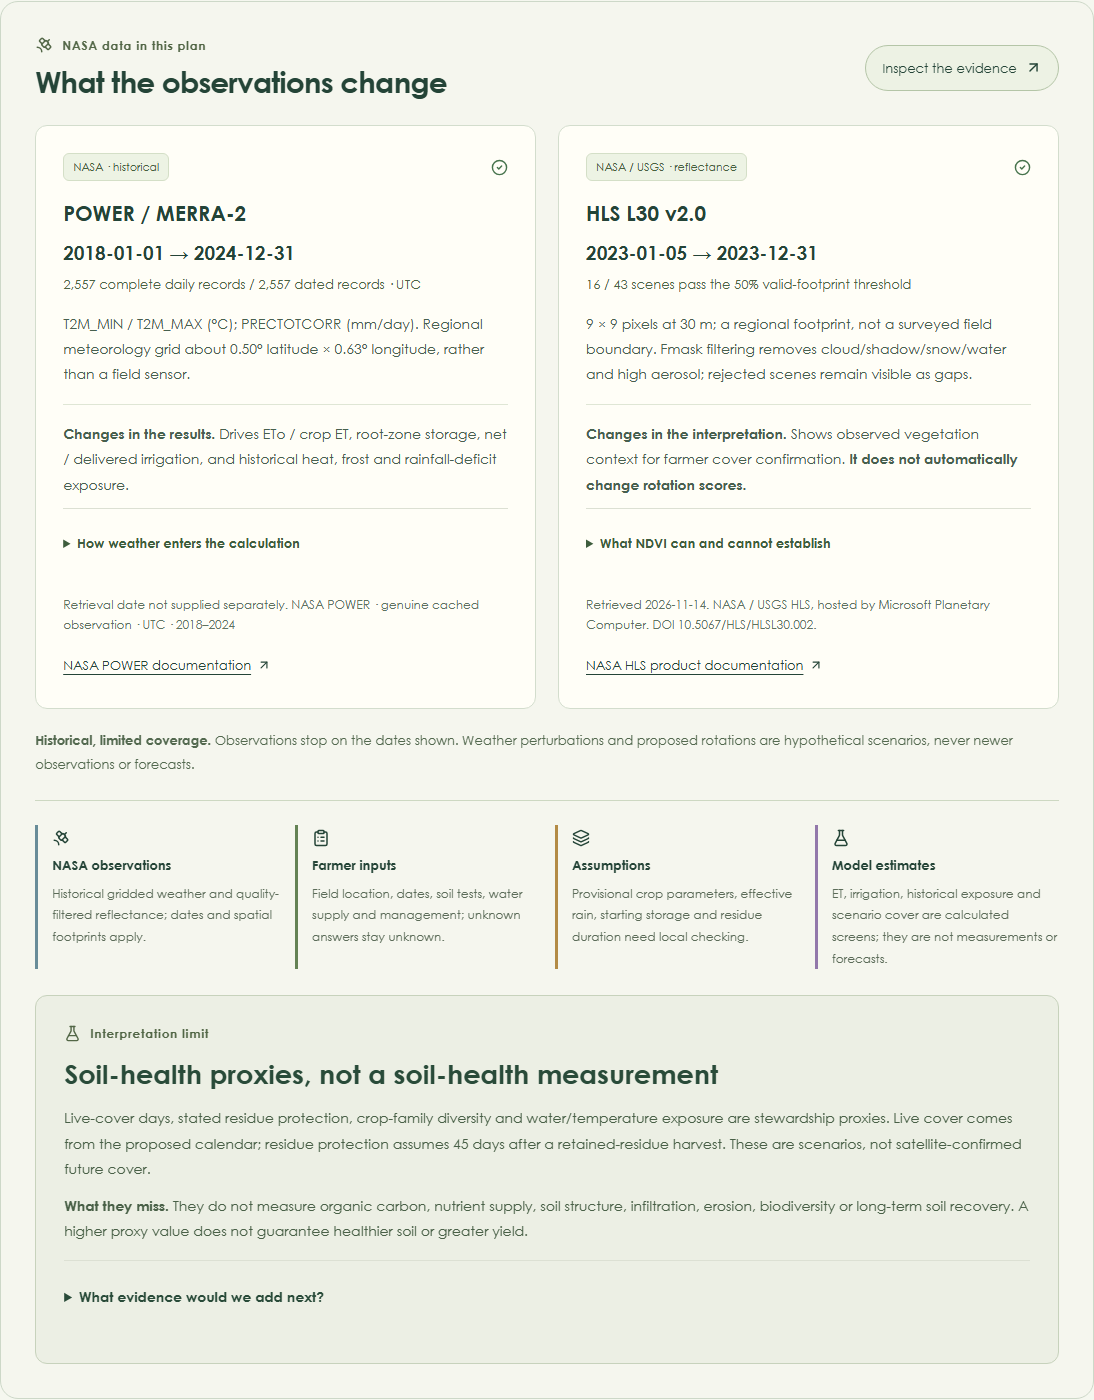 NASA data in this plan
What the observations change
Inspect the evidence
NASA · historical
POWER / MERRA-2
2018-01-01 → 2024-12-31
2,557 complete daily records / 2,557 dated records · UTC
T2M_MIN / T2M_MAX (°C); PRECTOTCORR (mm/day). Regional
meteorology grid about 0.50° latitude × 0.63° longitude, rather
than a field sensor.
Changes in the results. Drives ETo / crop ET, root-zone storage, net
/ delivered irrigation, and historical heat, frost and rainfall-deficit
exposure.
How weather enters the calculation
Retrieval date not supplied separately. NASA POWER · genuine cached
observation · UTC · 2018–2024
NASA POWER documentation
NASA / USGS · reflectance
HLS L30 v2.0
2023-01-05 → 2023-12-31
16 / 43 scenes pass the 50% valid-footprint threshold
9 × 9 pixels at 30 m; a regional footprint, not a surveyed field
boundary. Fmask filtering removes cloud/shadow/snow/water
and high aerosol; rejected scenes remain visible as gaps.
Changes in the interpretation. Shows observed vegetation
context for farmer cover confirmation. It does not automatically
change rotation scores.
What NDVI can and cannot establish
Retrieved 2026-11-14. NASA / USGS HLS, hosted by Microsoft Planetary
Computer. DOI 10.5067/HLS/HLSL30.002.
NASA HLS product documentation
Historical, limited coverage. Observations stop on the dates shown. Weather perturbations and proposed rotations are hypothetical scenarios, never newer
observations or forecasts.
NASA observations
Historical gridded weather and quality-
filtered reflectance; dates and spatial
footprints apply.
Farmer inputs
Field location, dates, soil tests, water
supply and management; unknown
answers stay unknown.
Assumptions
Provisional crop parameters, effective
rain, starting storage and residue
duration need local checking.
Model estimates
ET, irrigation, historical exposure and
scenario cover are calculated
screens; they are not measurements or
forecasts.
Interpretation limit
Soil-health proxies, not a soil-health measurement
Live-cover days, stated residue protection, crop-family diversity and water/temperature exposure are stewardship proxies. Live cover comes
from the proposed calendar; residue protection assumes 45 days after a retained-residue harvest. These are scenarios, not satellite-confirmed
future cover.
What they miss. They do not measure organic carbon, nutrient supply, soil structure, infiltration, erosion, biodiversity or long-term soil recovery. A
higher proxy value does not guarantee healthier soil or greater yield.
What evidence would we add next?